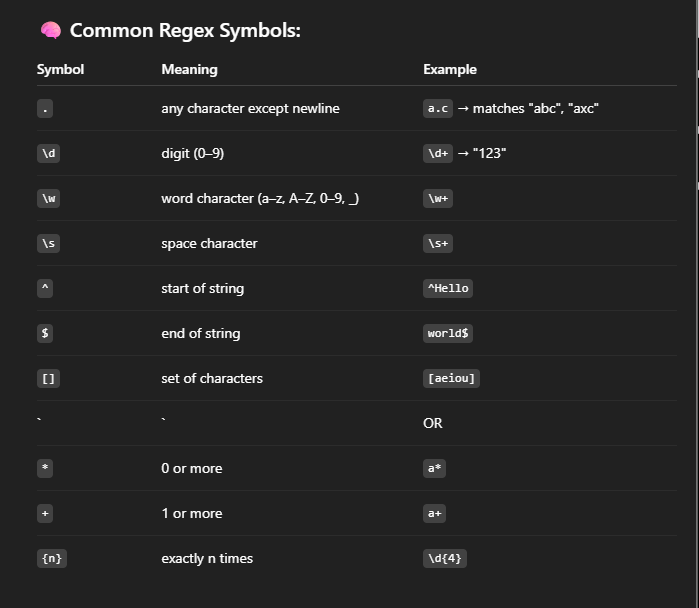 🧠 Common Regex Symbols:
Symbol Meaning Example
. any character except newline a.c → matches "abc", "axc"
\d digit (0–9) \d+ → "123"
\w word character (a–z, A–Z, 0–9, _) \w+
\s space character \s+
^ start of string ^Hello
$ end of string world$
[] set of characters [aeiou]
` ` OR
* 0 or more a*
+ 1 or more a+
{n} exactly n times \d{4}